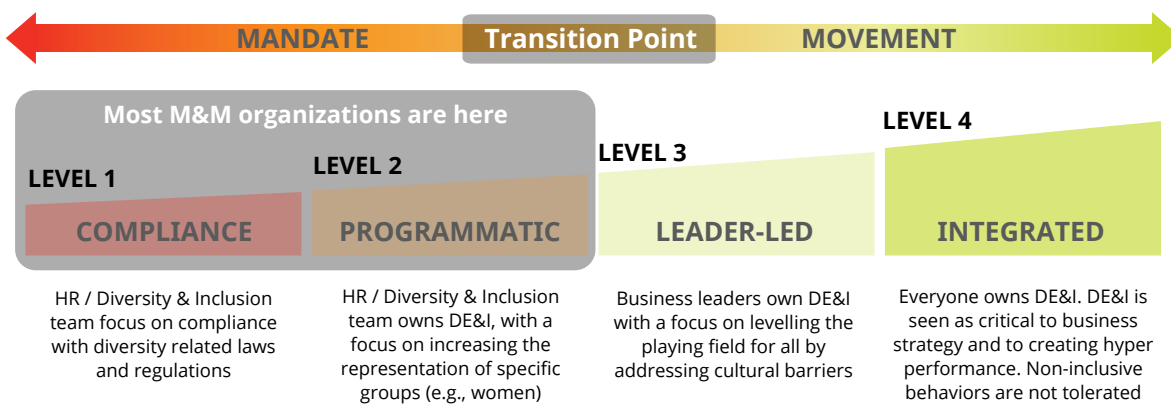 MANDATE Transition Point MOVEMENT
Most M&M organizations are here
LEVEL 1
LEVEL 2
LEVEL 3
LEVEL 4
COMPLIANCE
PROGRAMMATIC
LEADER-LED
INTEGRATED
HR / Diversity & Inclusion
team focus on compliance
with diversity related laws
and regulations
HR / Diversity & Inclusion
team owns DE&I, with a
focus on increasing the
representation of specific
groups (e.g., women)
Business leaders own DE&I
with a focus on levelling the
playing field for all by
addressing cultural barriers
Everyone owns DE&I. DE&I is
seen as critical to business
strategy and to creating hyper
performance. Non-inclusive
behaviors are not tolerated